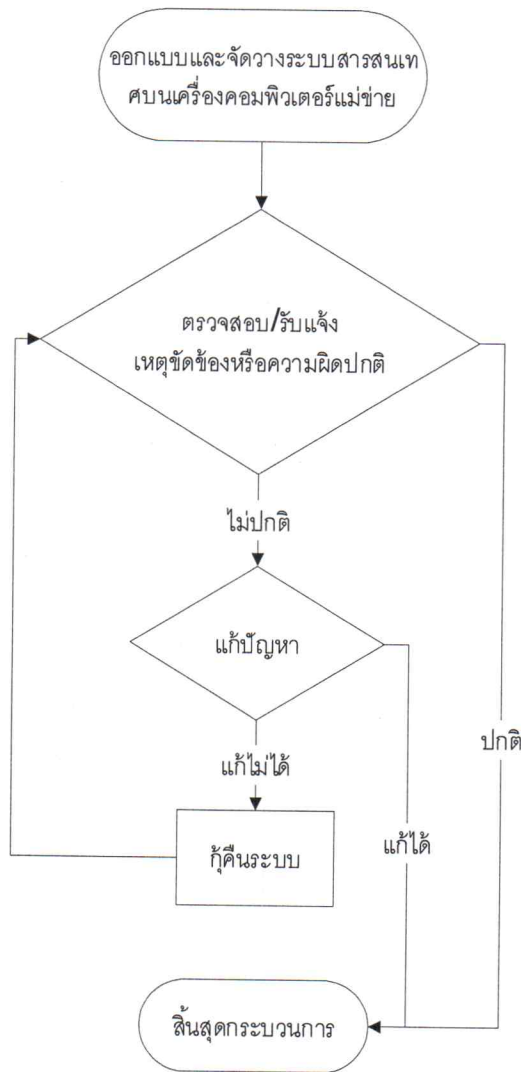 ออกแบบและจัดวางระบบสารสนเท
ศบนเครื่องคอมพิวเตอร์แม่ข่าย
ตรวจสอบ/รับแจ้ง
เหตุขัดข้องหรือความผิดปกติ
ไม่ปกติ
แก้ปัญหา
ปกติ
แก้ไม่ได้
แก้ได้
กุ้คืนระบบ
สิ้นสุดกระบวนการ